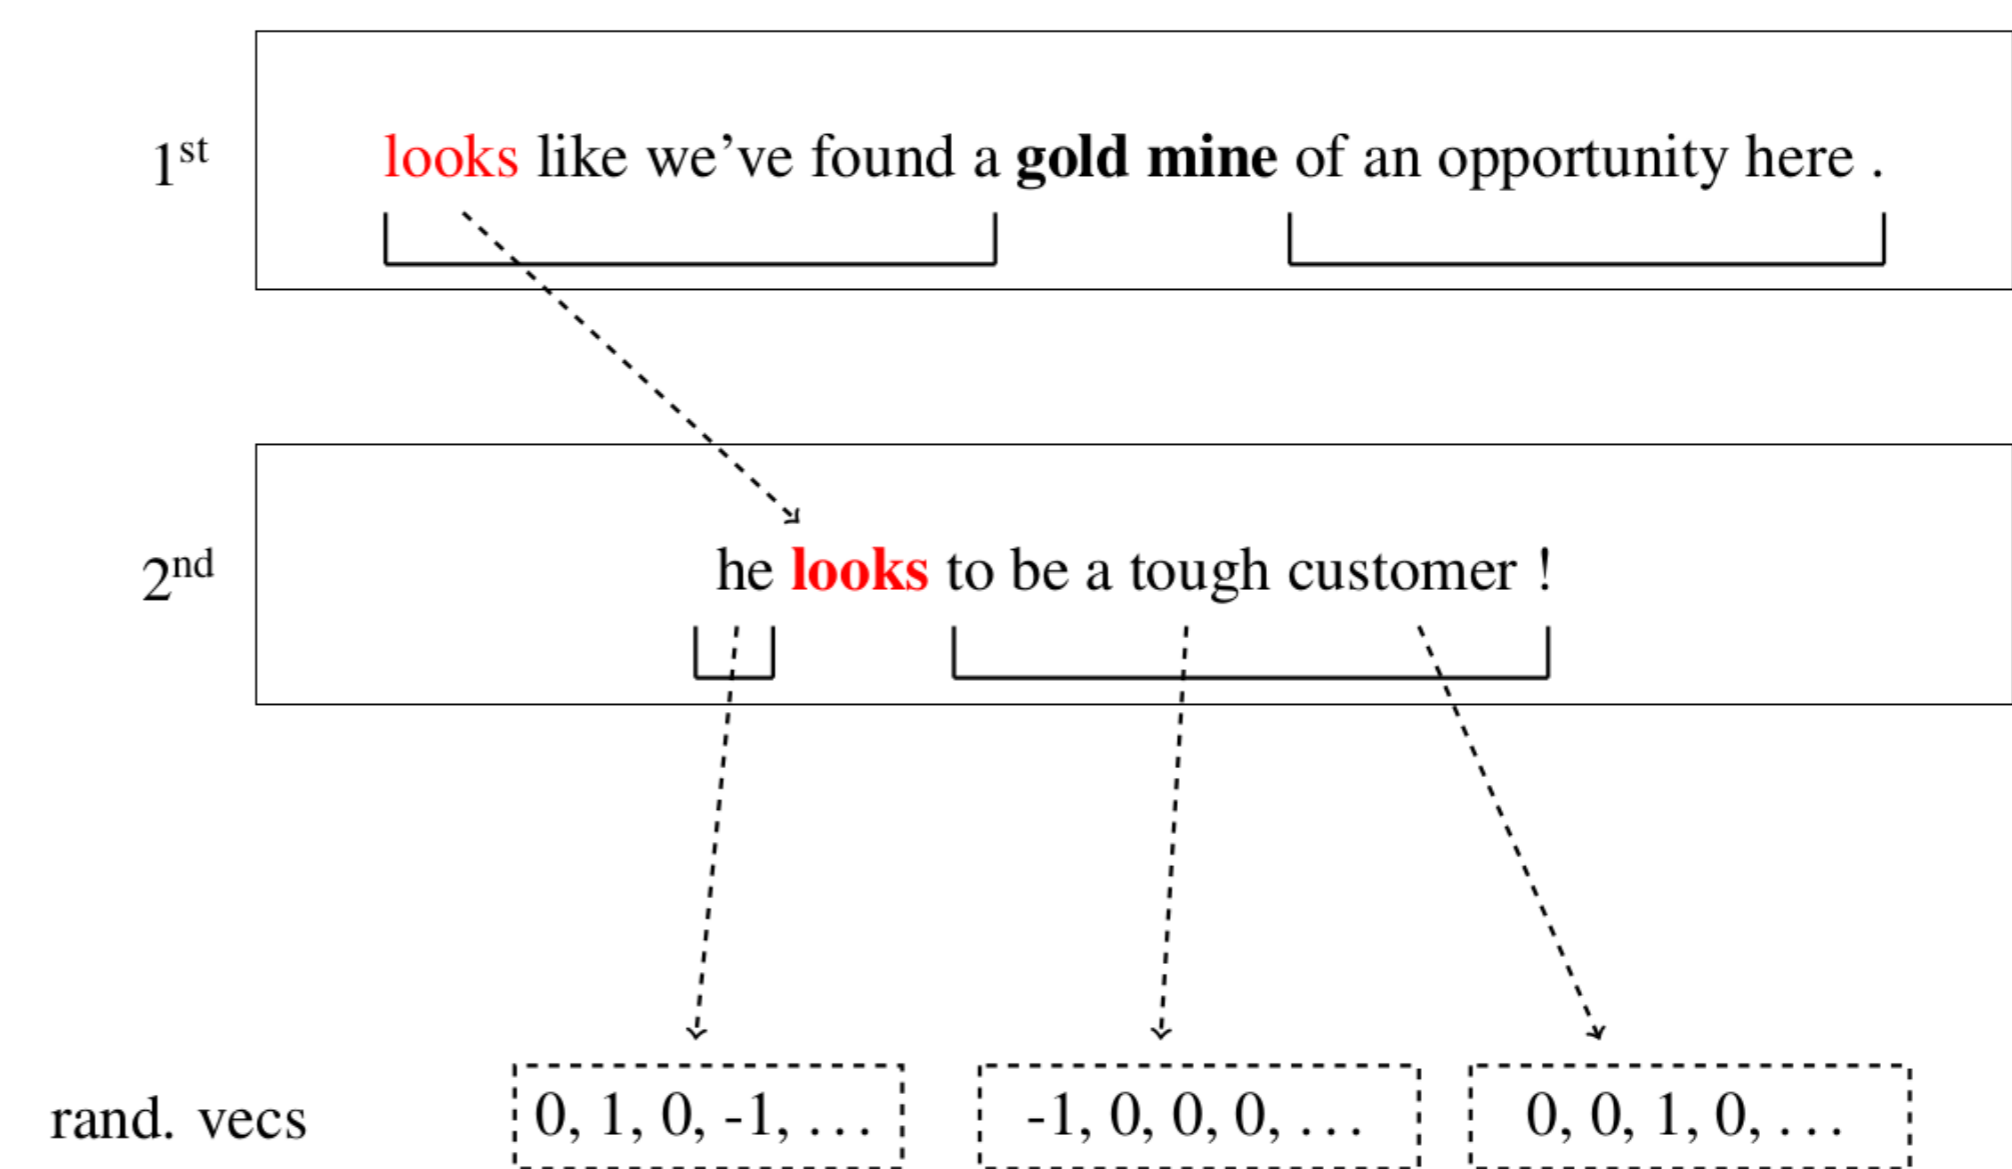 1st looks like we've found a gold mine of an opportunity here .
2nd he looks to be a tough customer !
rand. vecs 0, 1, 0, -1, ... -1, 0, 0, 0, ... 0, 0, 1, 0, ...